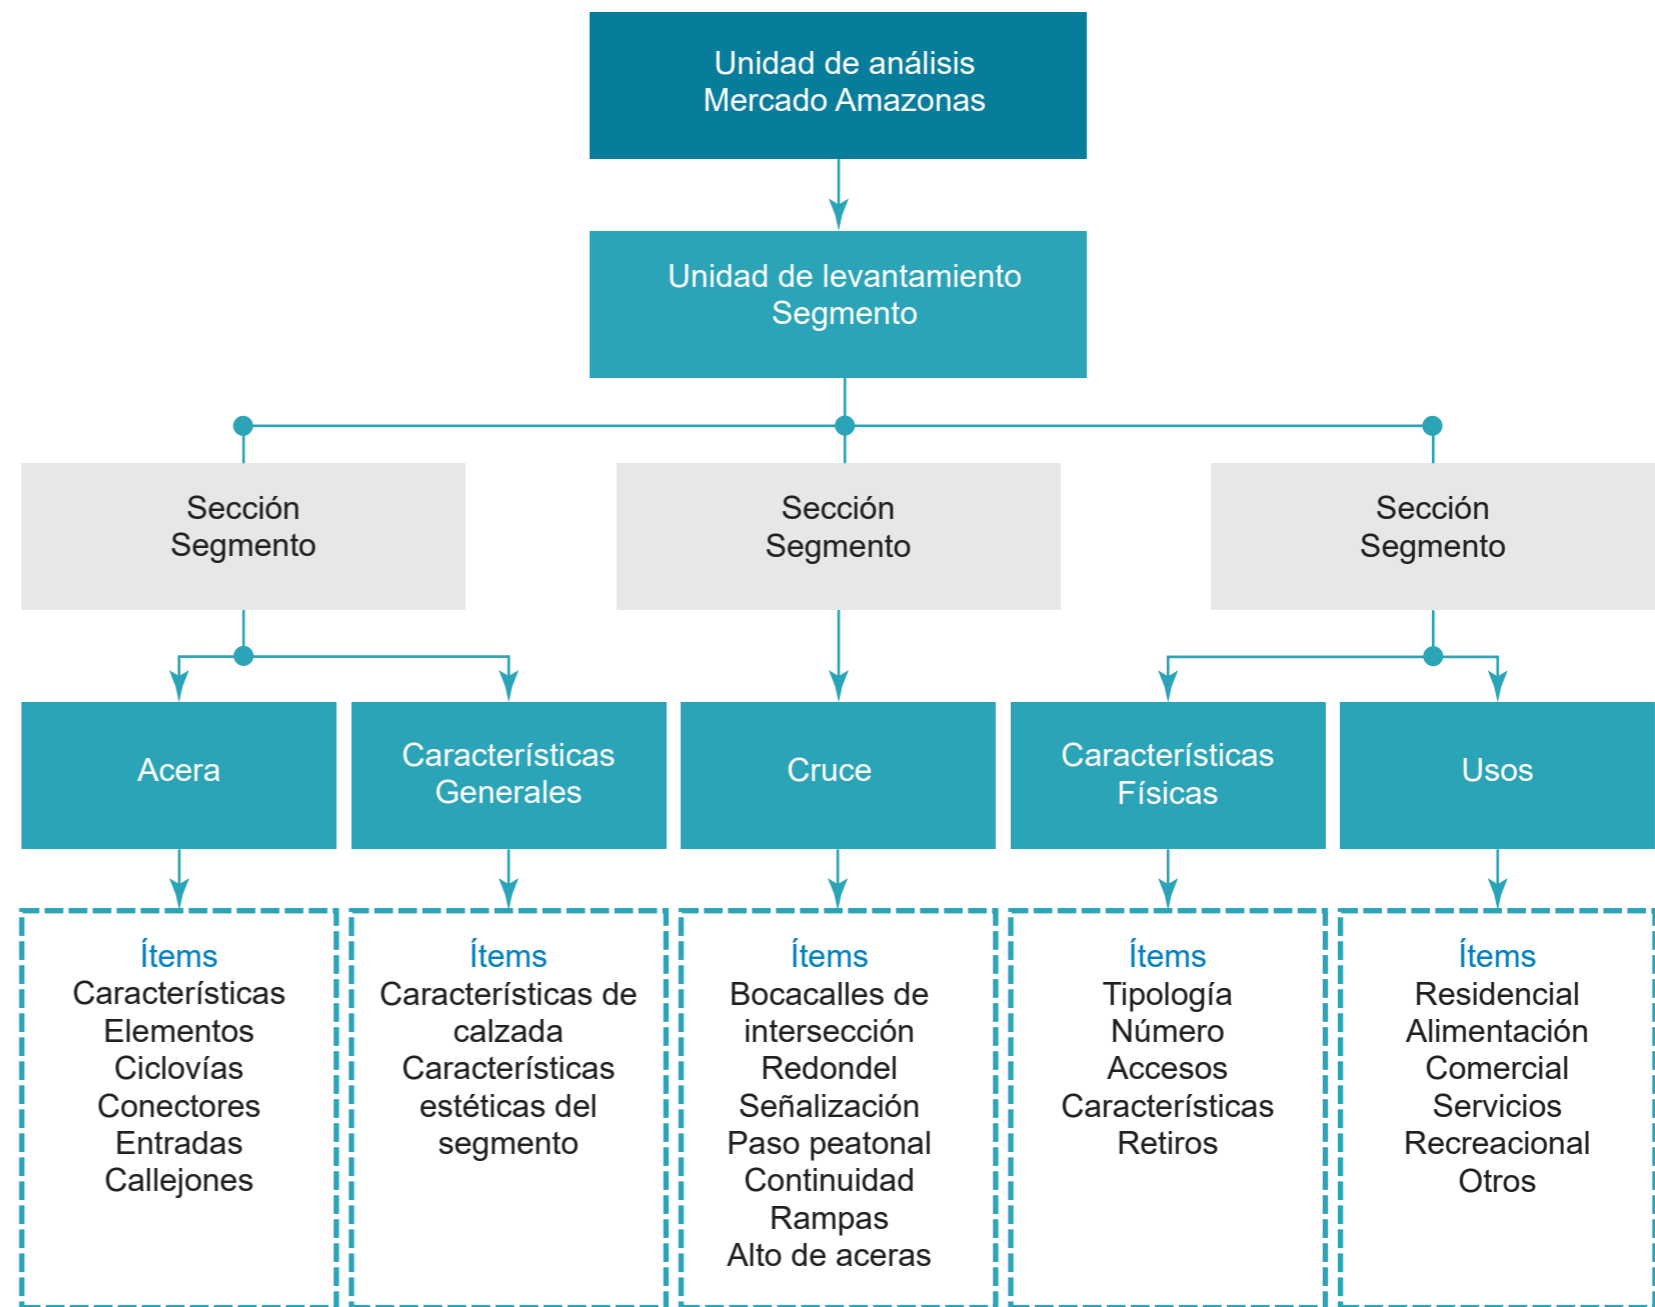 Unidad de análisis
Mercado Amazonas
Unidad de levantamiento
Segmento
Sección
Segmento
Sección
Segmento
Sección
Segmento
Acera
Características
Generales
Cruce
Características
Físicas
Usos
Ítems
Características
Elementos
Ciclovías
Conectores
Entradas
Callejones
Ítems
Características de
calzada
Características
estéticas del
segmento
Ítems
Bocacalles de
intersección
Redondel
Señalización
Paso peatonal
Continuidad
Rampas
Alto de aceras
Ítems
Tipología
Número
Accesos
Características
Retiros
Ítems
Residencial
Alimentación
Comercial
Servicios
Recreacional
Otros